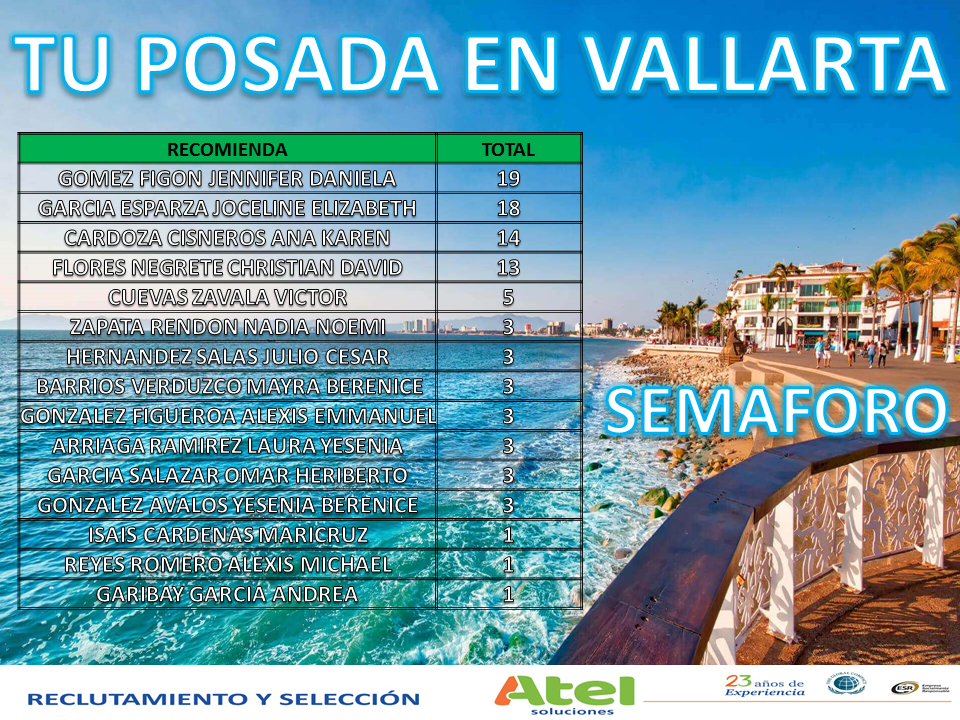 TU POSADA EN VALLARTA
RECOMIENDA TOTAL
GOMEZ FIGON JENNIFER DANIELA 19
GARCIA ESPARZA JOCELINE ELIZABETH 18
CARDOZA CISNEROS ANA KAREN 14
FLORES NEGRETE CHRISTIAN DAVID 13
CUEVAS ZAVALA VICTOR 5
ZAPATA RENDON NADIA NOEMI 3
HERNANDEZ SALAS JULIO CESAR 3
BARRIOS VERDUZCO MAYRA BERENICE 3
GONZALEZ FIGUEROA ALEXIS EMMANUEL 3
ARRIAGA RAMIREZ LAURA YESENIA 3
GARCIA SALAZAR OMAR HERIBERTO 3
GONZALEZ AVALOS YESENIA BERENICE 3
ISAIS CARDENAS MARICRUZ 1
REYES ROMERO ALEXIS MICHAEL 1
GARIBAY GARCIA ANDREA 1
SEMAFORO
RECLUTAMIENTO Y SELECCIÓN
Atel
soluciones
23 años de
Experiencia
ESR
Empresa
Socialmente
Responsable